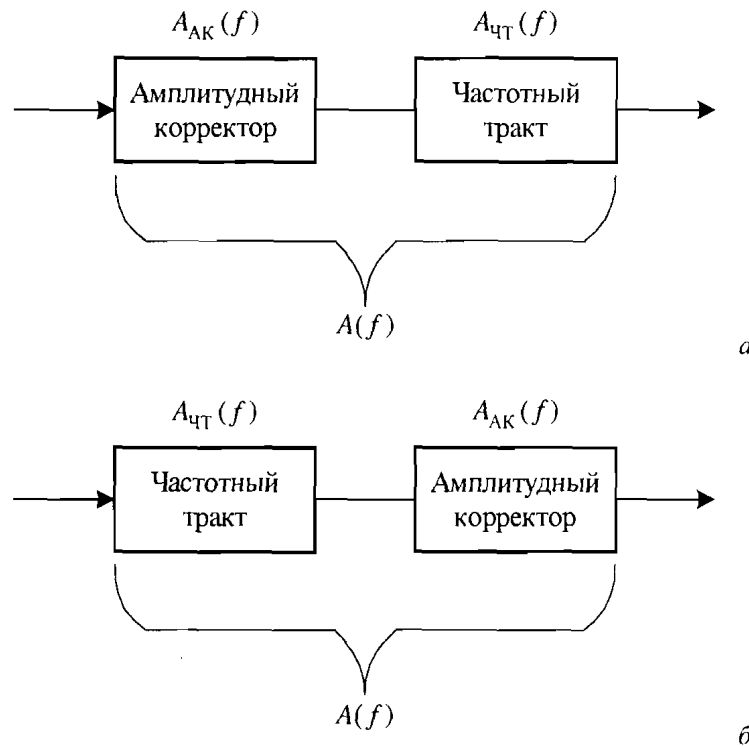 A_АК(f) A_ЧТ(f)
Амплитудный Частотный
корректор тракт
A(f)
а
A_ЧТ(f) A_АК(f)
Частотный Амплитудный
тракт корректор
A(f)
б